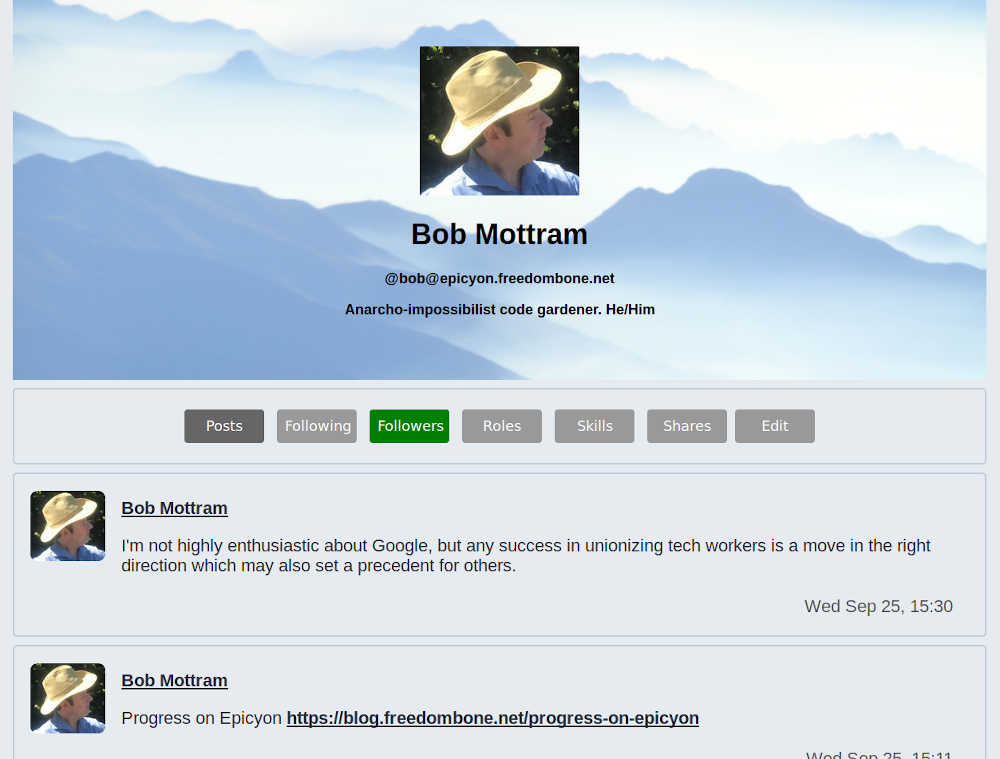 Bob Mottram
@bob@epicyon.freedombone.net
Anarcho-impossibilist code gardener. He/Him
Posts Following Followers Roles Skills Shares Edit
Bob Mottram
I'm not highly enthusiastic about Google, but any success in unionizing tech workers is a move in the right
direction which may also set a precedent for others.
Wed Sep 25, 15:30
Bob Mottram
Progress on Epicyon https://blog.freedombone.net/progress-on-epicyon
Wed Sep 25, 15:11